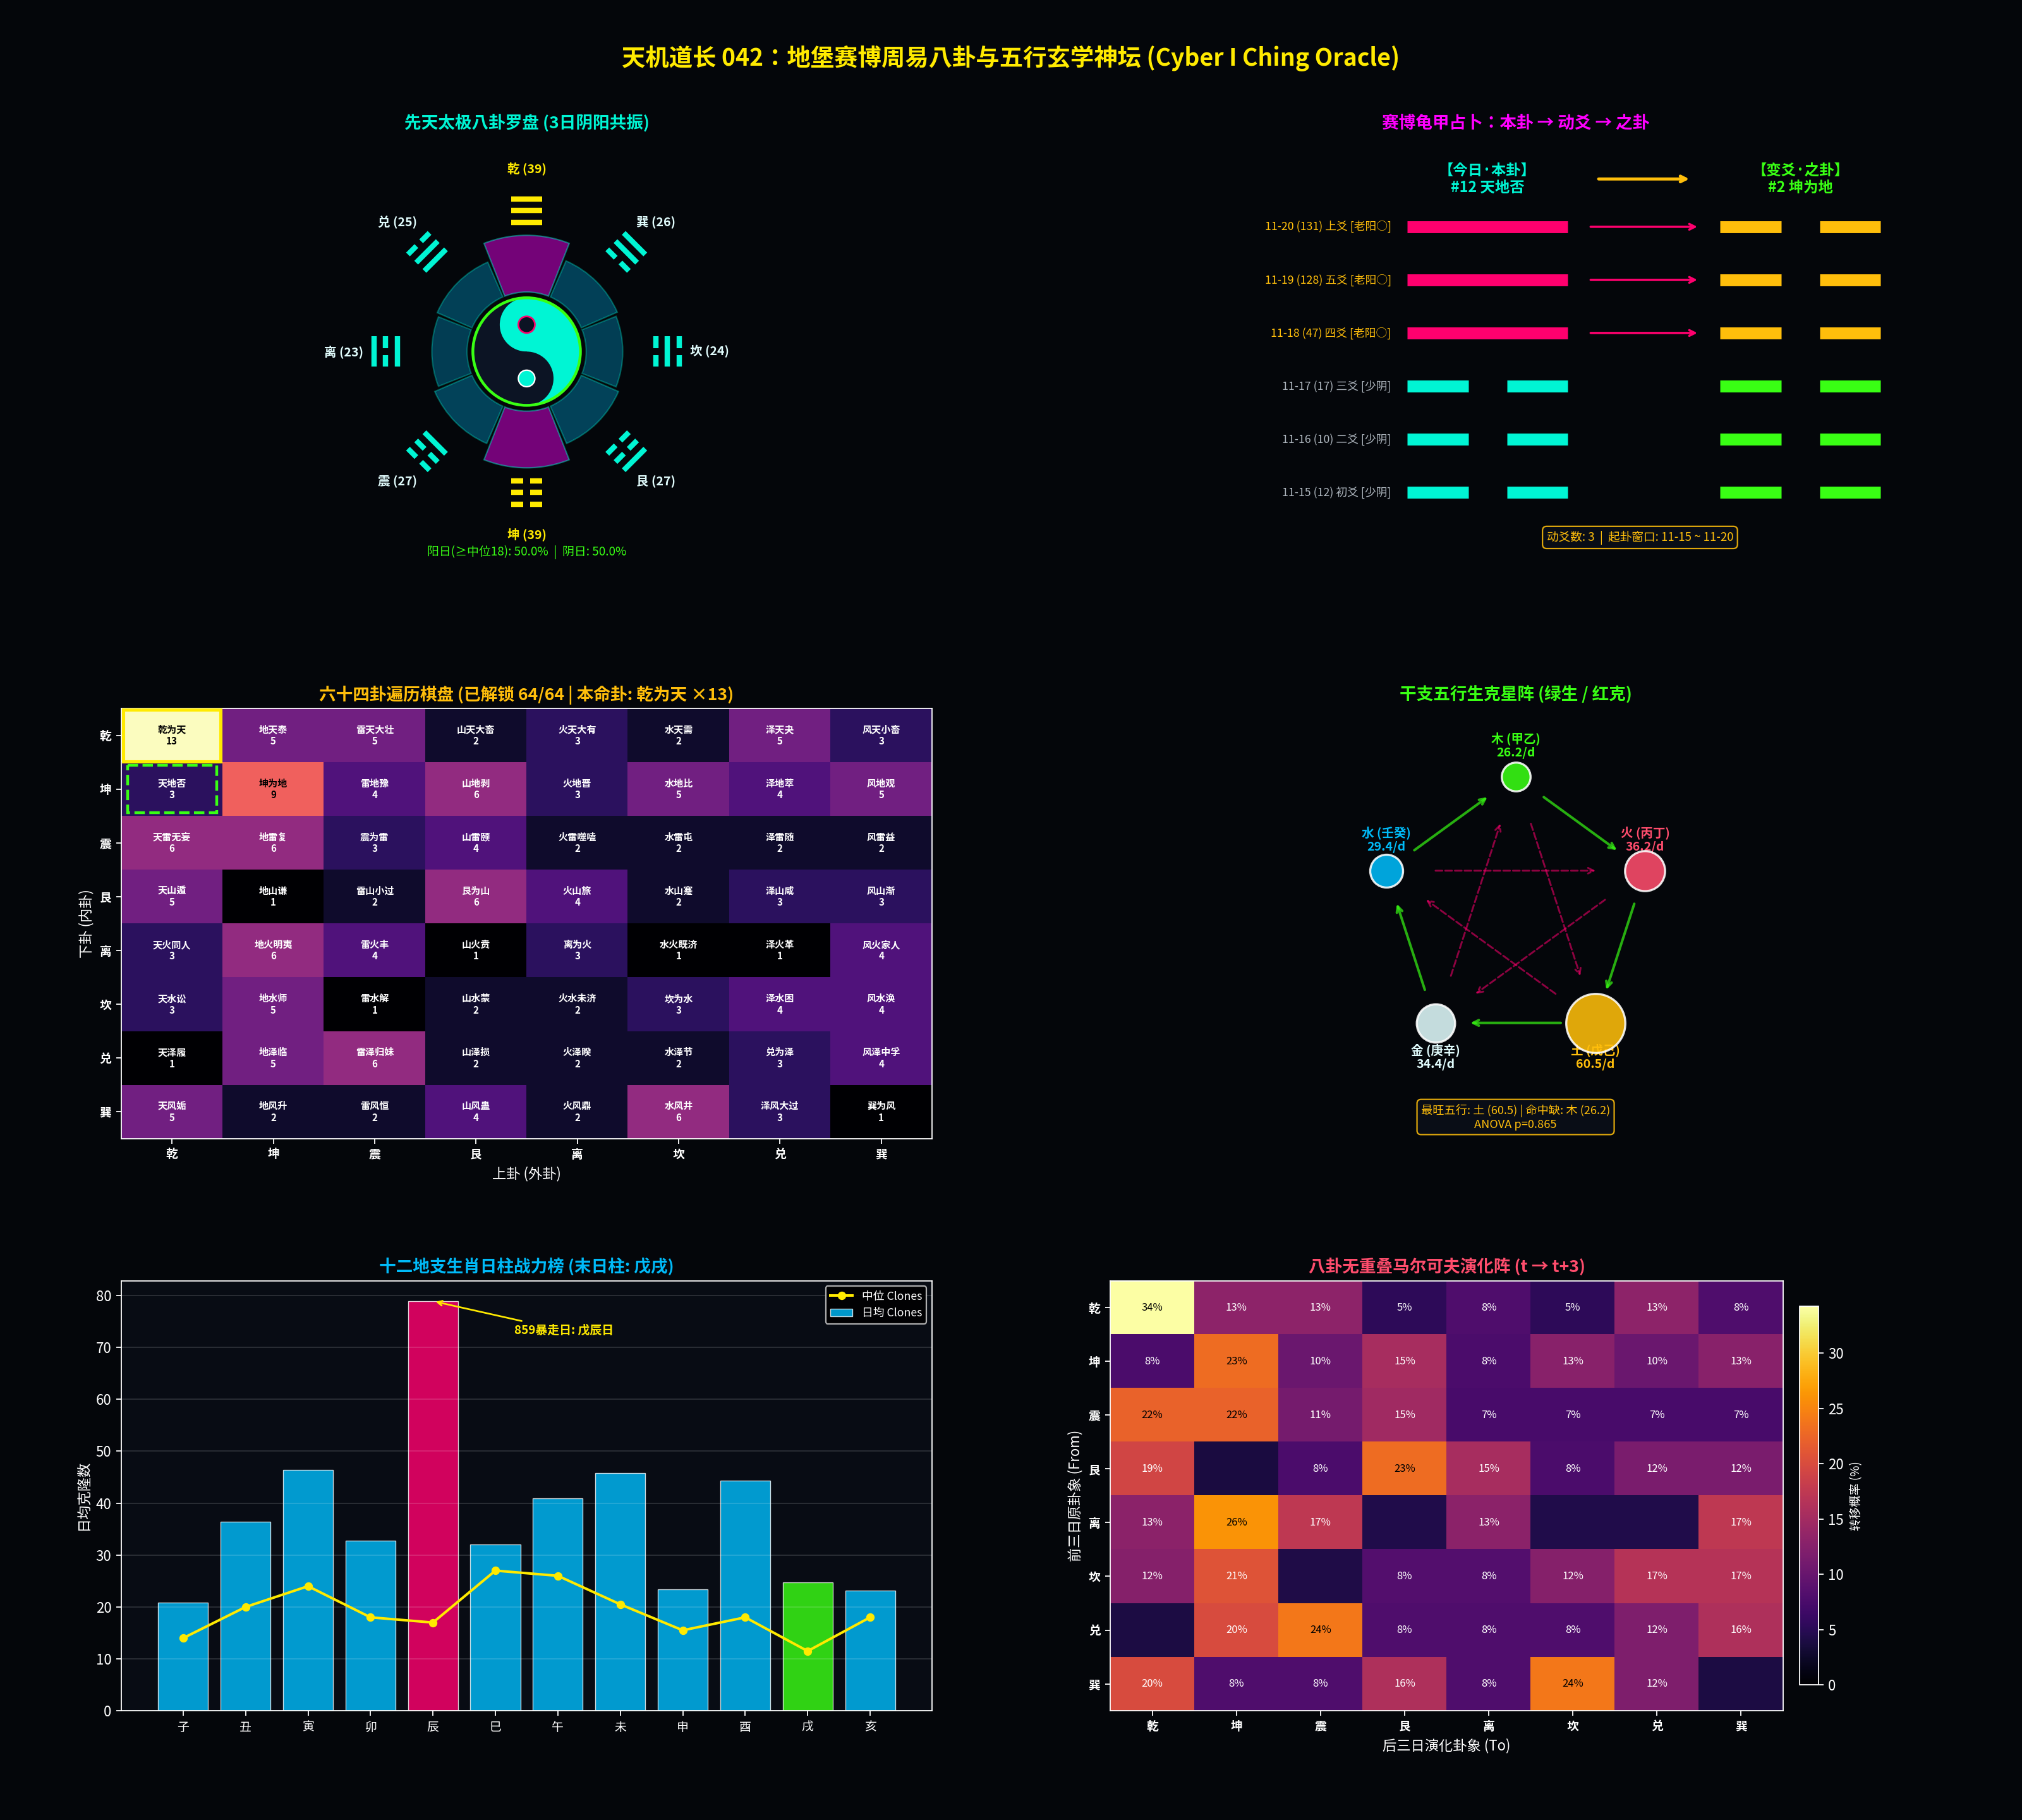 天机道长 042：地堡赛博周易八卦与五行玄学神坛 (Cyber I Ching Oracle)
先天太极八卦罗盘 (3日阴阳共振)
乾 (39)
兑 (25)
巽 (26)
离 (23)
坎 (24)
震 (27)
艮 (27)
坤 (39)
阳日(≥中位18): 50.0% | 阴日: 50.0%
赛博龟甲占卜：本卦 → 动爻 → 之卦
【今日·本卦】
#12 天地否
【变爻·之卦】
#2 坤为地
11-20 (131) 上爻 [老阳○]
11-19 (128) 五爻 [老阳○]
11-18 (47) 四爻 [老阳○]
11-17 (17) 三爻 [少阴]
11-16 (10) 二爻 [少阴]
11-15 (12) 初爻 [少阴]
动爻数: 3 | 起卦窗口: 11-15 ~ 11-20
六十四卦遍历棋盘 (已解锁 64/64 | 本命卦: 乾为天 ×13)
下卦 (内卦)
乾
乾为天 地天泰 雷天大壮 山天大畜 火天大有 水天需 泽天夬 风天小畜
13 5 5 2 3 2 5 3
坤
天地否 坤为地 雷地豫 山地剥 火地晋 水地比 泽地萃 风地观
3 9 4 6 3 5 4 5
震
天雷无妄 地雷复 震为雷 山雷颐 火雷噬嗑 水雷屯 泽雷随 风雷益
6 6 3 4 2 2 2 2
艮
天山遁 地山谦 雷山小过 艮为山 火山旅 水山蹇 泽山咸 风山渐
5 1 2 6 4 2 3 3
离
天火同人 地火明夷 雷火丰 山火贲 离为火 水火既济 泽火革 风火家人
3 6 4 1 3 1 1 4
坎
天水讼 地水师 雷水解 山水蒙 火水未济 坎为水 泽水困 风水涣
3 5 1 2 2 3 4 4
兑
天泽履 地泽临 雷泽归妹 山泽损 火泽睽 水泽节 兑为泽 风泽中孚
1 5 6 2 2 2 3 4
巽
天风姤 地风升 雷风恒 山风蛊 火风鼎 水风井 泽风大过 巽为风
5 2 2 4 2 6 3 1
乾 坤 震 艮 离 坎 兑 巽
上卦 (外卦)
干支五行生克星阵 (绿生 / 红克)
木 (甲乙)
26.2/d
水 (壬癸)
29.4/d
火 (丙丁)
36.2/d
金 (庚辛)
34.4/d
土 (戊己)
60.5/d
最旺五行: 土 (60.5) | 命中缺: 木 (26.2)
ANOVA p=0.865
十二地支生肖日柱战力榜 (末日柱: 戊戌)
日均克隆数
80
70
60
50
40
30
20
10
0
859暴走日: 戊辰日
中位 Clones
日均 Clones
子 丑 寅 卯 辰 巳 午 未 申 酉 戌 亥
八卦无重叠马尔可夫演化阵 (t → t+3)
前三日原卦象 (From)
乾 34% 13% 13% 5% 8% 5% 13% 8%
坤 8% 23% 10% 15% 8% 13% 10% 13%
震 22% 22% 11% 15% 7% 7% 7% 7%
艮 19% 8% 23% 15% 8% 12% 12%
离 13% 26% 17% 13% 17%
坎 12% 21% 8% 8% 12% 17% 17%
兑 20% 24% 8% 8% 8% 12% 16%
巽 20% 8% 8% 16% 8% 24% 12%
乾 坤 震 艮 离 坎 兑 巽
后三日演化卦象 (To)
30
25
20
15
10
5
0
转移概率 (%)